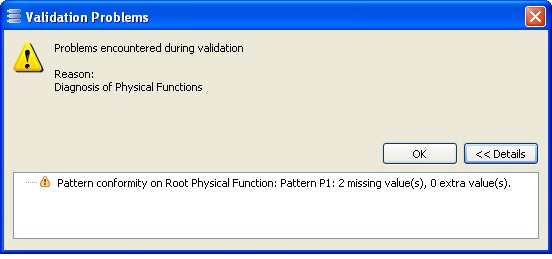 Validation Problems
Problems encountered during validation
Reason:
Diagnosis of Physical Functions
OK
<< Details
Pattern conformity on Root Physical Function: Pattern P1: 2 missing value(s), 0 extra value(s).